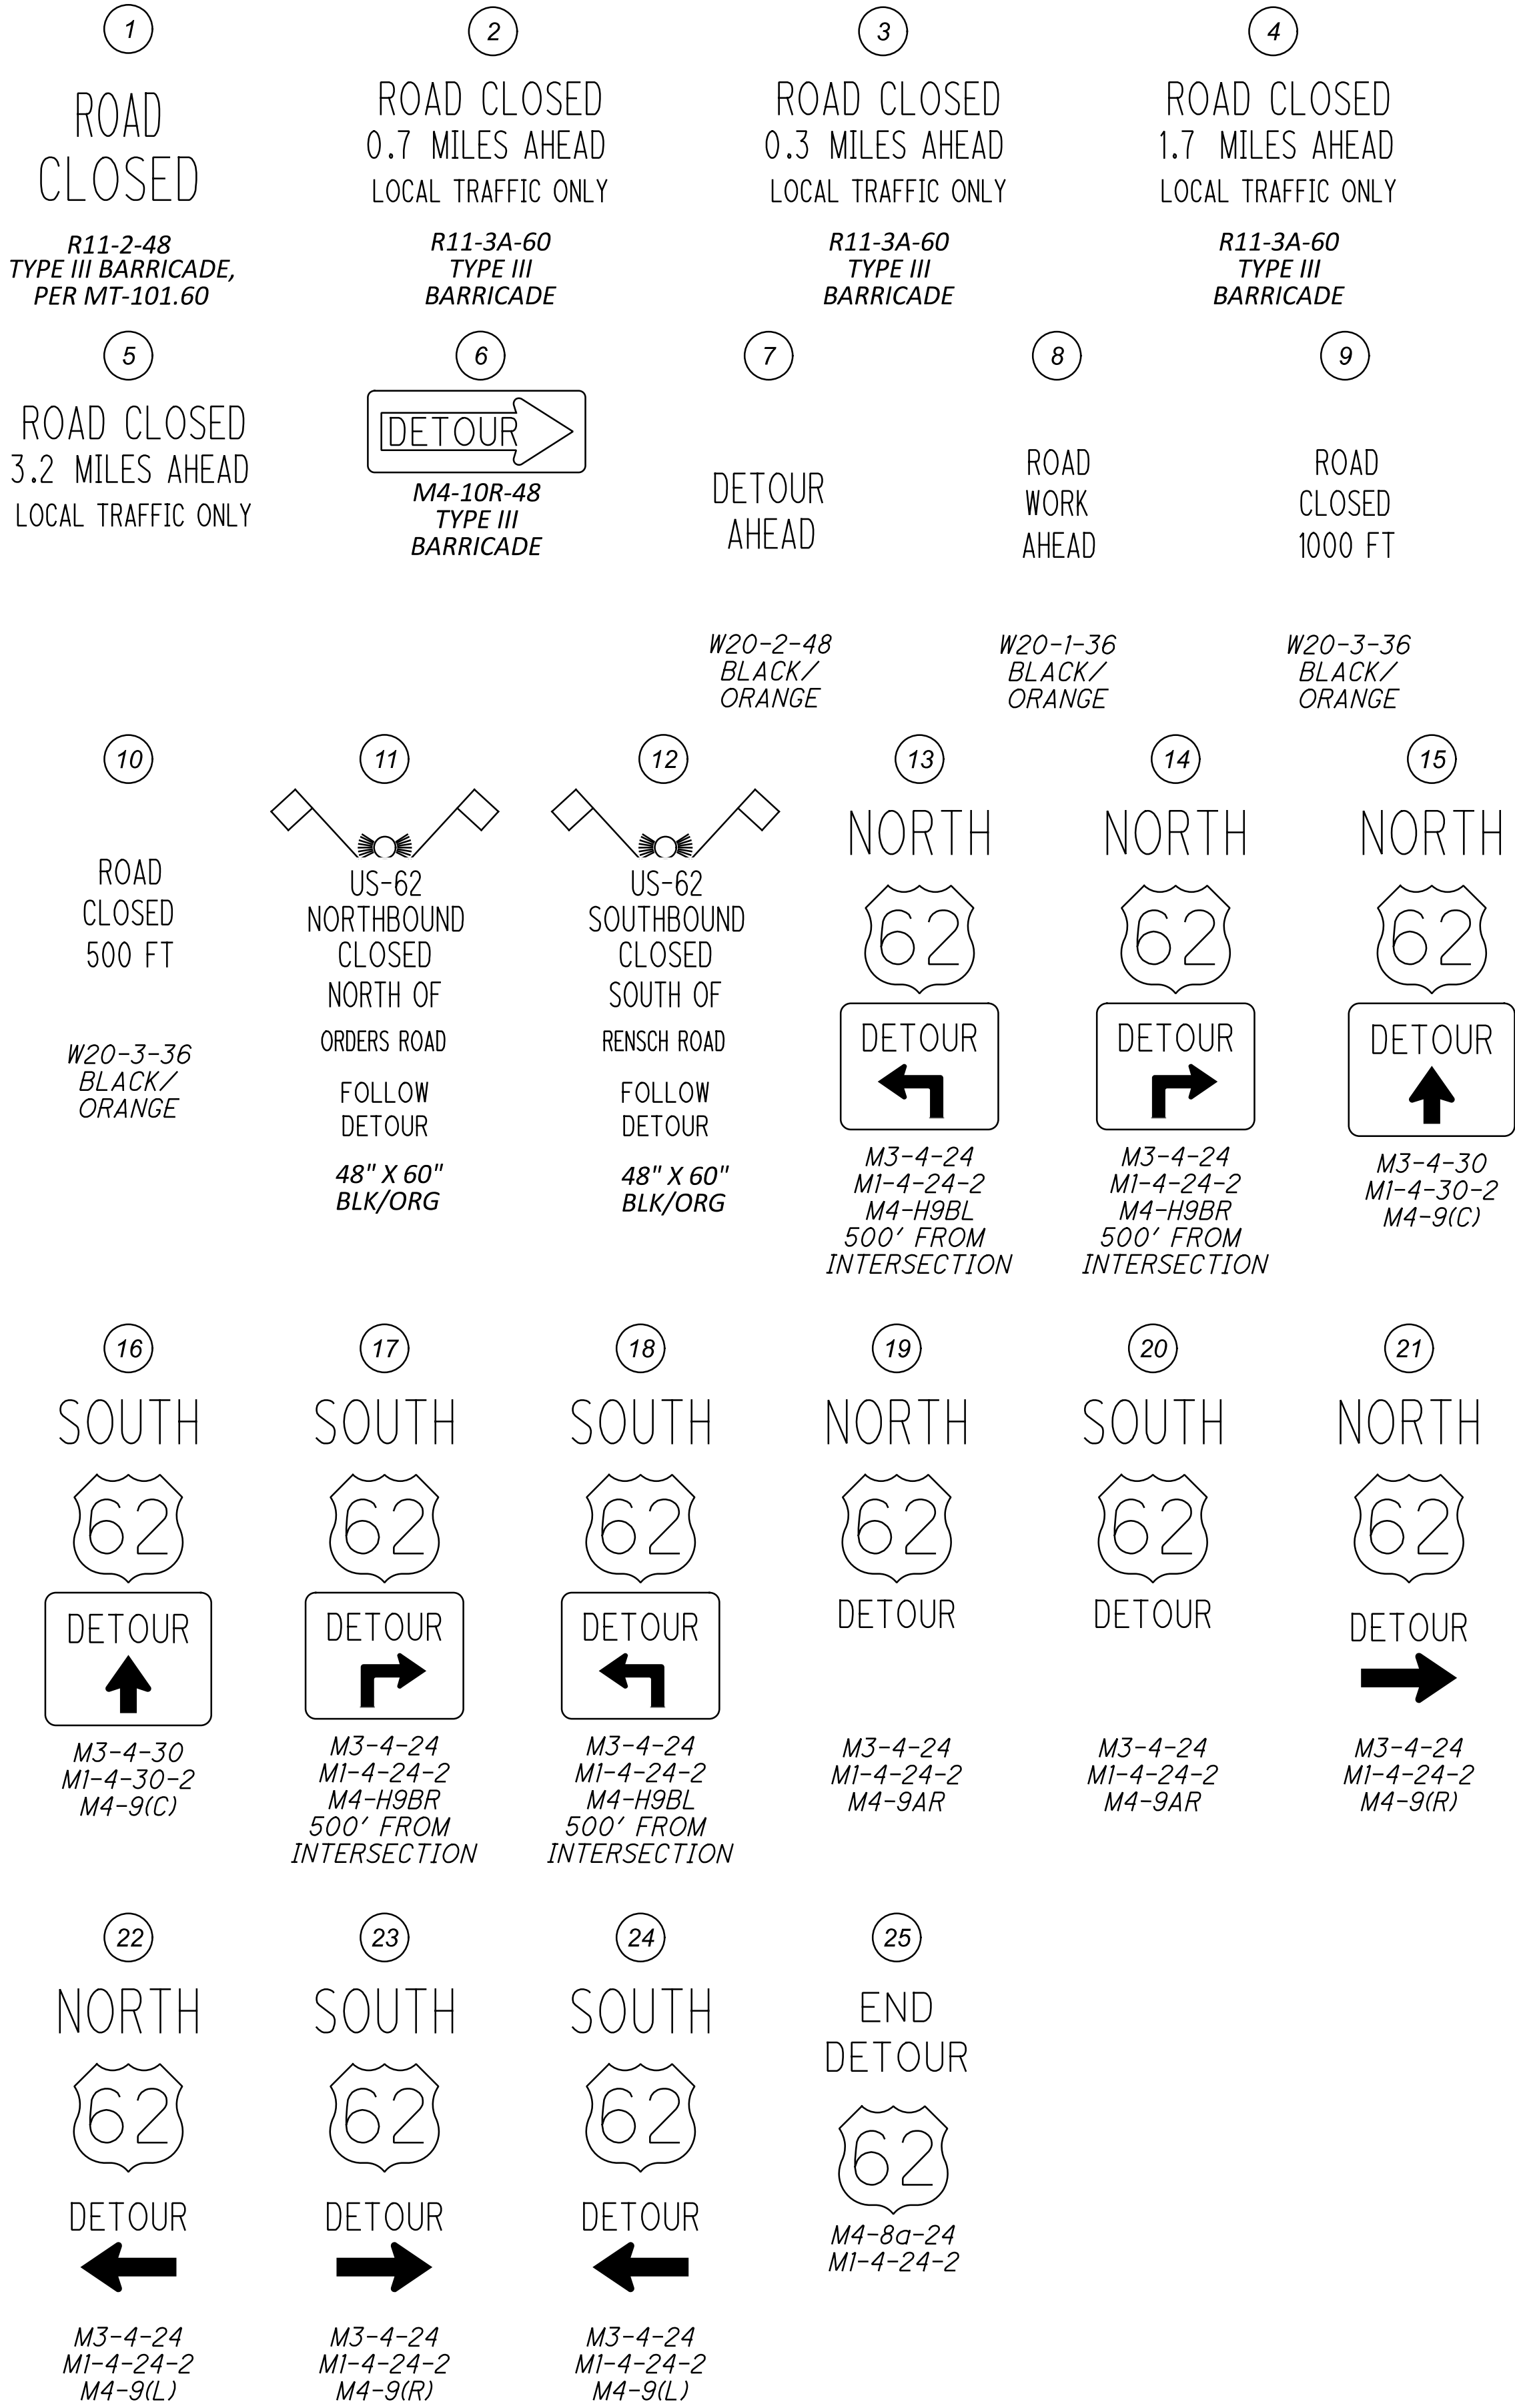 1
ROAD
CLOSED
R11-2-48
TYPE III BARRICADE,
PER MT-101.60
2
ROAD CLOSED
0.7 MILES AHEAD
LOCAL TRAFFIC ONLY
R11-3A-60
TYPE III
BARRICADE
3
ROAD CLOSED
0.3 MILES AHEAD
LOCAL TRAFFIC ONLY
R11-3A-60
TYPE III
BARRICADE
4
ROAD CLOSED
1.7 MILES AHEAD
LOCAL TRAFFIC ONLY
R11-3A-60
TYPE III
BARRICADE
5
ROAD CLOSED
3.2 MILES AHEAD
LOCAL TRAFFIC ONLY
6
DETOUR
M4-10R-48
TYPE III
BARRICADE
7
DETOUR
AHEAD
W20-2-48
BLACK/
ORANGE
8
ROAD
WORK
AHEAD
W20-1-36
BLACK/
ORANGE
9
ROAD
CLOSED
1000 FT
W20-3-36
BLACK/
ORANGE
10
ROAD
CLOSED
500 FT
W20-3-36
BLACK/
ORANGE
11
US-62
NORTHBOUND
CLOSED
NORTH OF
ORDERS ROAD
FOLLOW
DETOUR
48" X 60"
BLK/ORG
12
US-62
SOUTHBOUND
CLOSED
SOUTH OF
RENSCH ROAD
FOLLOW
DETOUR
48" X 60"
BLK/ORG
13
NORTH
62
DETOUR
M3-4-24
M1-4-24-2
M4-H9BL
500' FROM
INTERSECTION
14
NORTH
62
DETOUR
M3-4-24
M1-4-24-2
M4-H9BR
500' FROM
INTERSECTION
15
NORTH
62
DETOUR
M3-4-30
M1-4-30-2
M4-9(C)
16
SOUTH
62
DETOUR
M3-4-30
M1-4-30-2
M4-9(C)
17
SOUTH
62
DETOUR
M3-4-24
M1-4-24-2
M4-H9BR
500' FROM
INTERSECTION
18
SOUTH
62
DETOUR
M3-4-24
M1-4-24-2
M4-H9BL
500' FROM
INTERSECTION
19
NORTH
62
DETOUR
M3-4-24
M1-4-24-2
M4-9AR
20
SOUTH
62
DETOUR
M3-4-24
M1-4-24-2
M4-9AR
21
NORTH
62
DETOUR
M3-4-24
M1-4-24-2
M4-9(R)
22
NORTH
62
DETOUR
M3-4-24
M1-4-24-2
M4-9(L)
23
SOUTH
62
DETOUR
M3-4-24
M1-4-24-2
M4-9(R)
24
SOUTH
62
DETOUR
M3-4-24
M1-4-24-2
M4-9(L)
25
END
DETOUR
62
M4-8a-24
M1-4-24-2